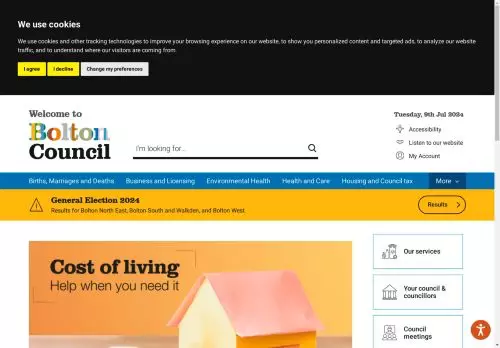 We use cookies
We use cookies and other tracking technologies to improve your browsing experience on our website, to show you personalized content and targeted ads, to analyze our website
traffic, and to understand where our visitors are coming from.
I agree
I decline
Change my preferences
Welcome to
Bolton
Council
I'm looking for...
Tuesday, 9th Jul 2024
Accessibility
Listen to our website
My Account
Births, Marriages and Deaths
Business and Licensing
Environmental Health
Health and Care
Housing and Council tax
More
General Election 2024
Results for Bolton North East, Bolton South and Walkden, and Bolton West
Results
Cost of living
Help when you need it
Our services
Your council &
councillors
Council
meetings